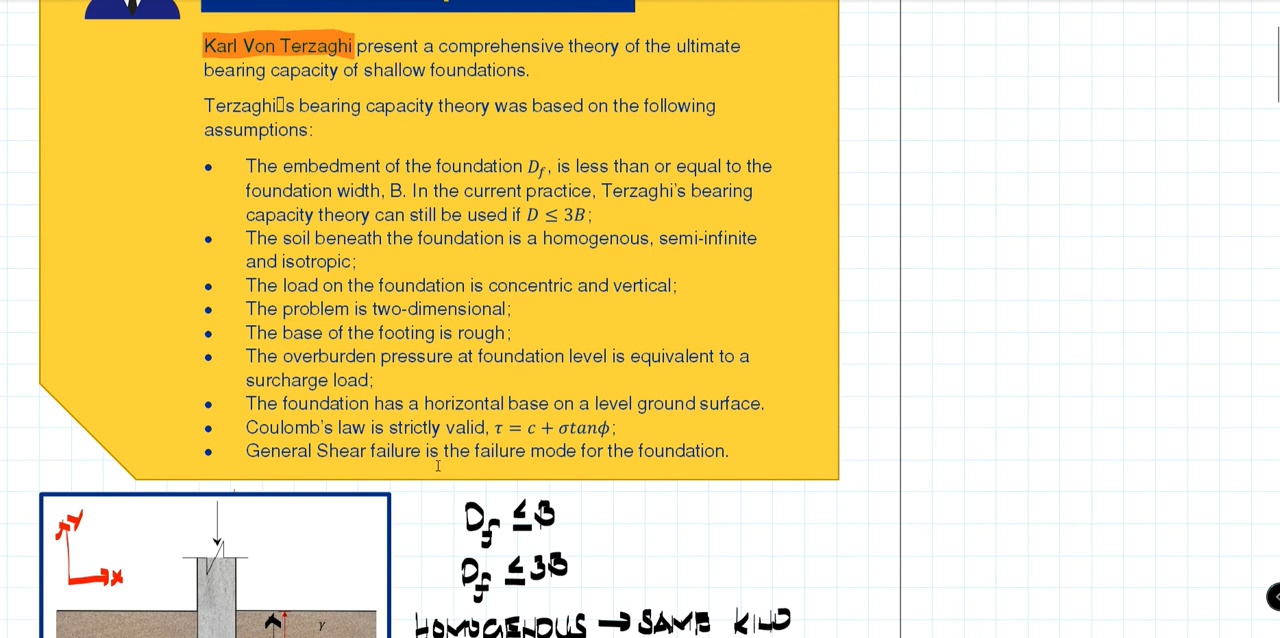 Karl Von Terzaghi present a comprehensive theory of the ultimate
bearing capacity of shallow foundations.
Terzaghi▯s bearing capacity theory was based on the following
assumptions:
• The embedment of the foundation D_f, is less than or equal to the
foundation width, B. In the current practice, Terzaghi's bearing
capacity theory can still be used if D ≤ 3B;
• The soil beneath the foundation is a homogenous, semi-infinite
and isotropic;
• The load on the foundation is concentric and vertical;
• The problem is two-dimensional;
• The base of the footing is rough;
• The overburden pressure at foundation level is equivalent to a
surcharge load;
• The foundation has a horizontal base on a level ground surface.
• Coulomb's law is strictly valid, τ = c + σtanϕ;
• General Shear failure is the failure mode for the foundation.
D_f ≤ B
D_f ≤ 3B
HOMOGENOUS → SAME KIND
y
x
γ